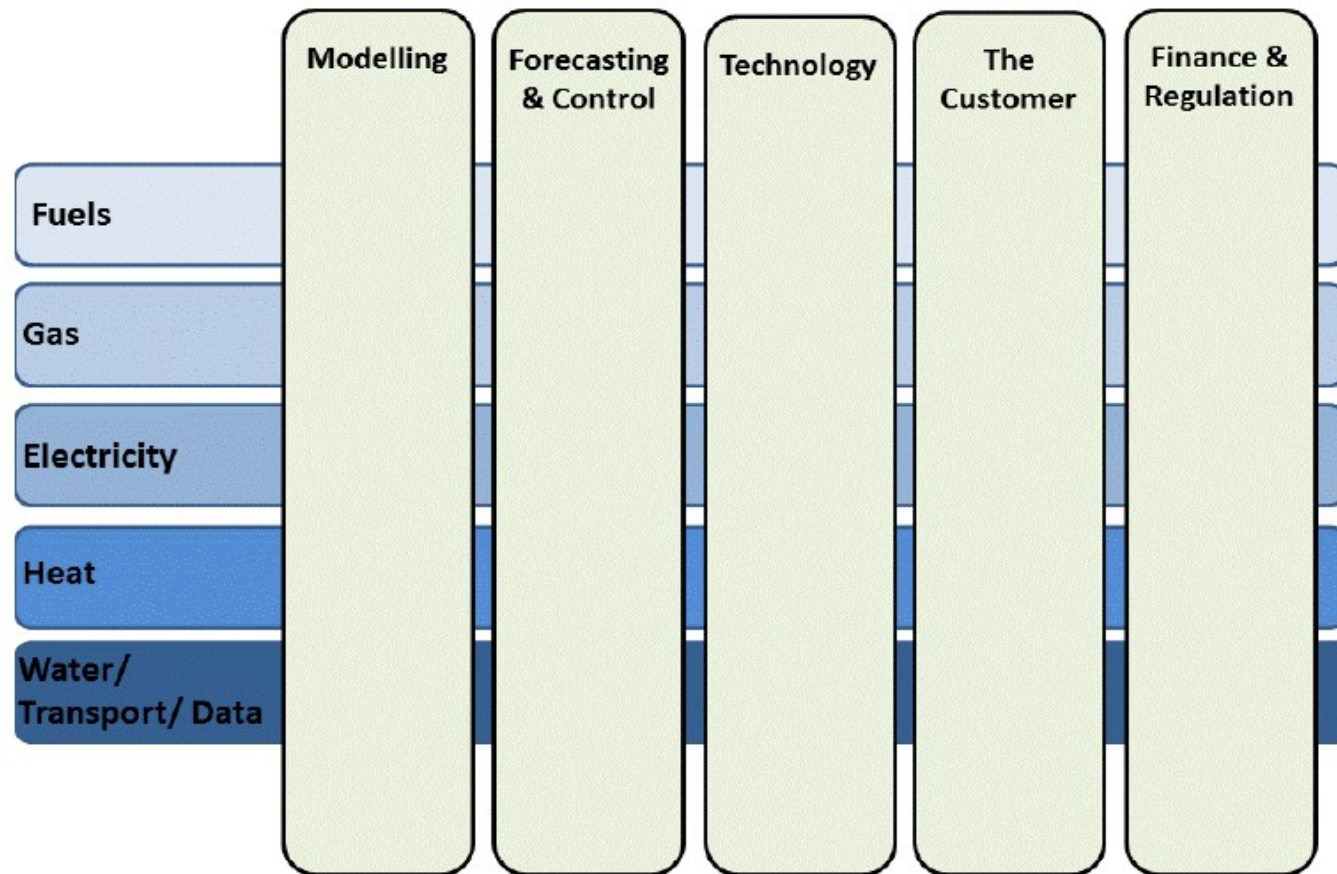 Modelling
Forecasting
& Control
Technology
The
Customer
Finance &
Regulation
Fuels
Gas
Electricity
Heat
Water/
Transport/ Data